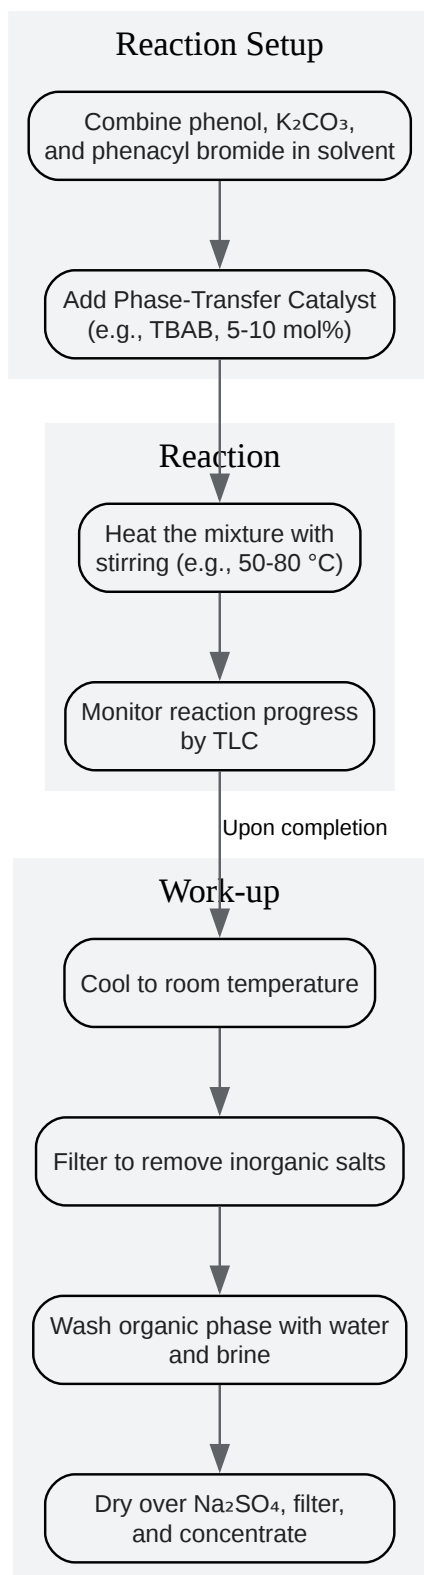 Reaction Setup
Combine phenol, K₂CO₃,
and phenacyl bromide in solvent
Add Phase-Transfer Catalyst
(e.g., TBAB, 5-10 mol%)
Reaction
Heat the mixture with
stirring (e.g., 50-80 °C)
Monitor reaction progress
by TLC
Upon completion
Work-up
Cool to room temperature
Filter to remove inorganic salts
Wash organic phase with water
and brine
Dry over Na₂SO₄, filter,
and concentrate